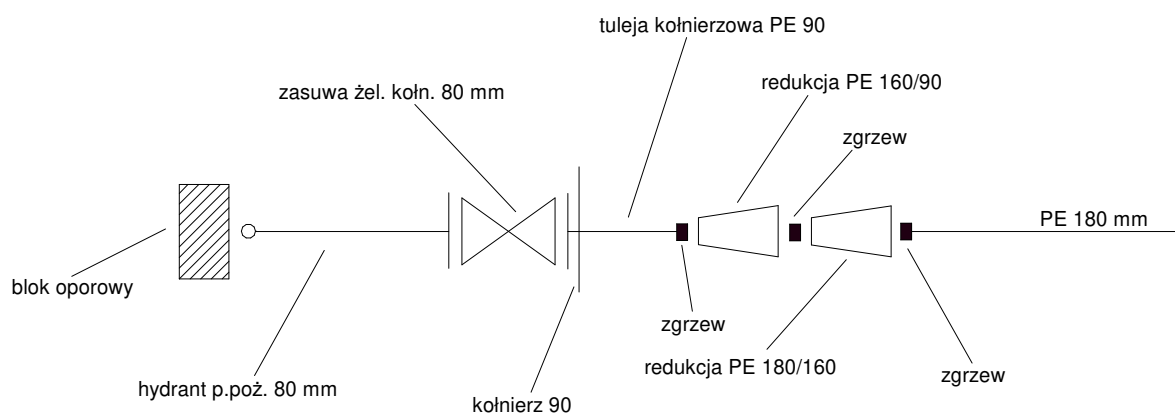 tuleja kołnierzowa PE 90
redukcja PE 160/90
zasuwa żel. kołn. 80 mm
zgrzew
PE 180 mm
blok oporowy
zgrzew
redukcja PE 180/160
zgrzew
hydrant p.poż. 80 mm
kołnierz 90